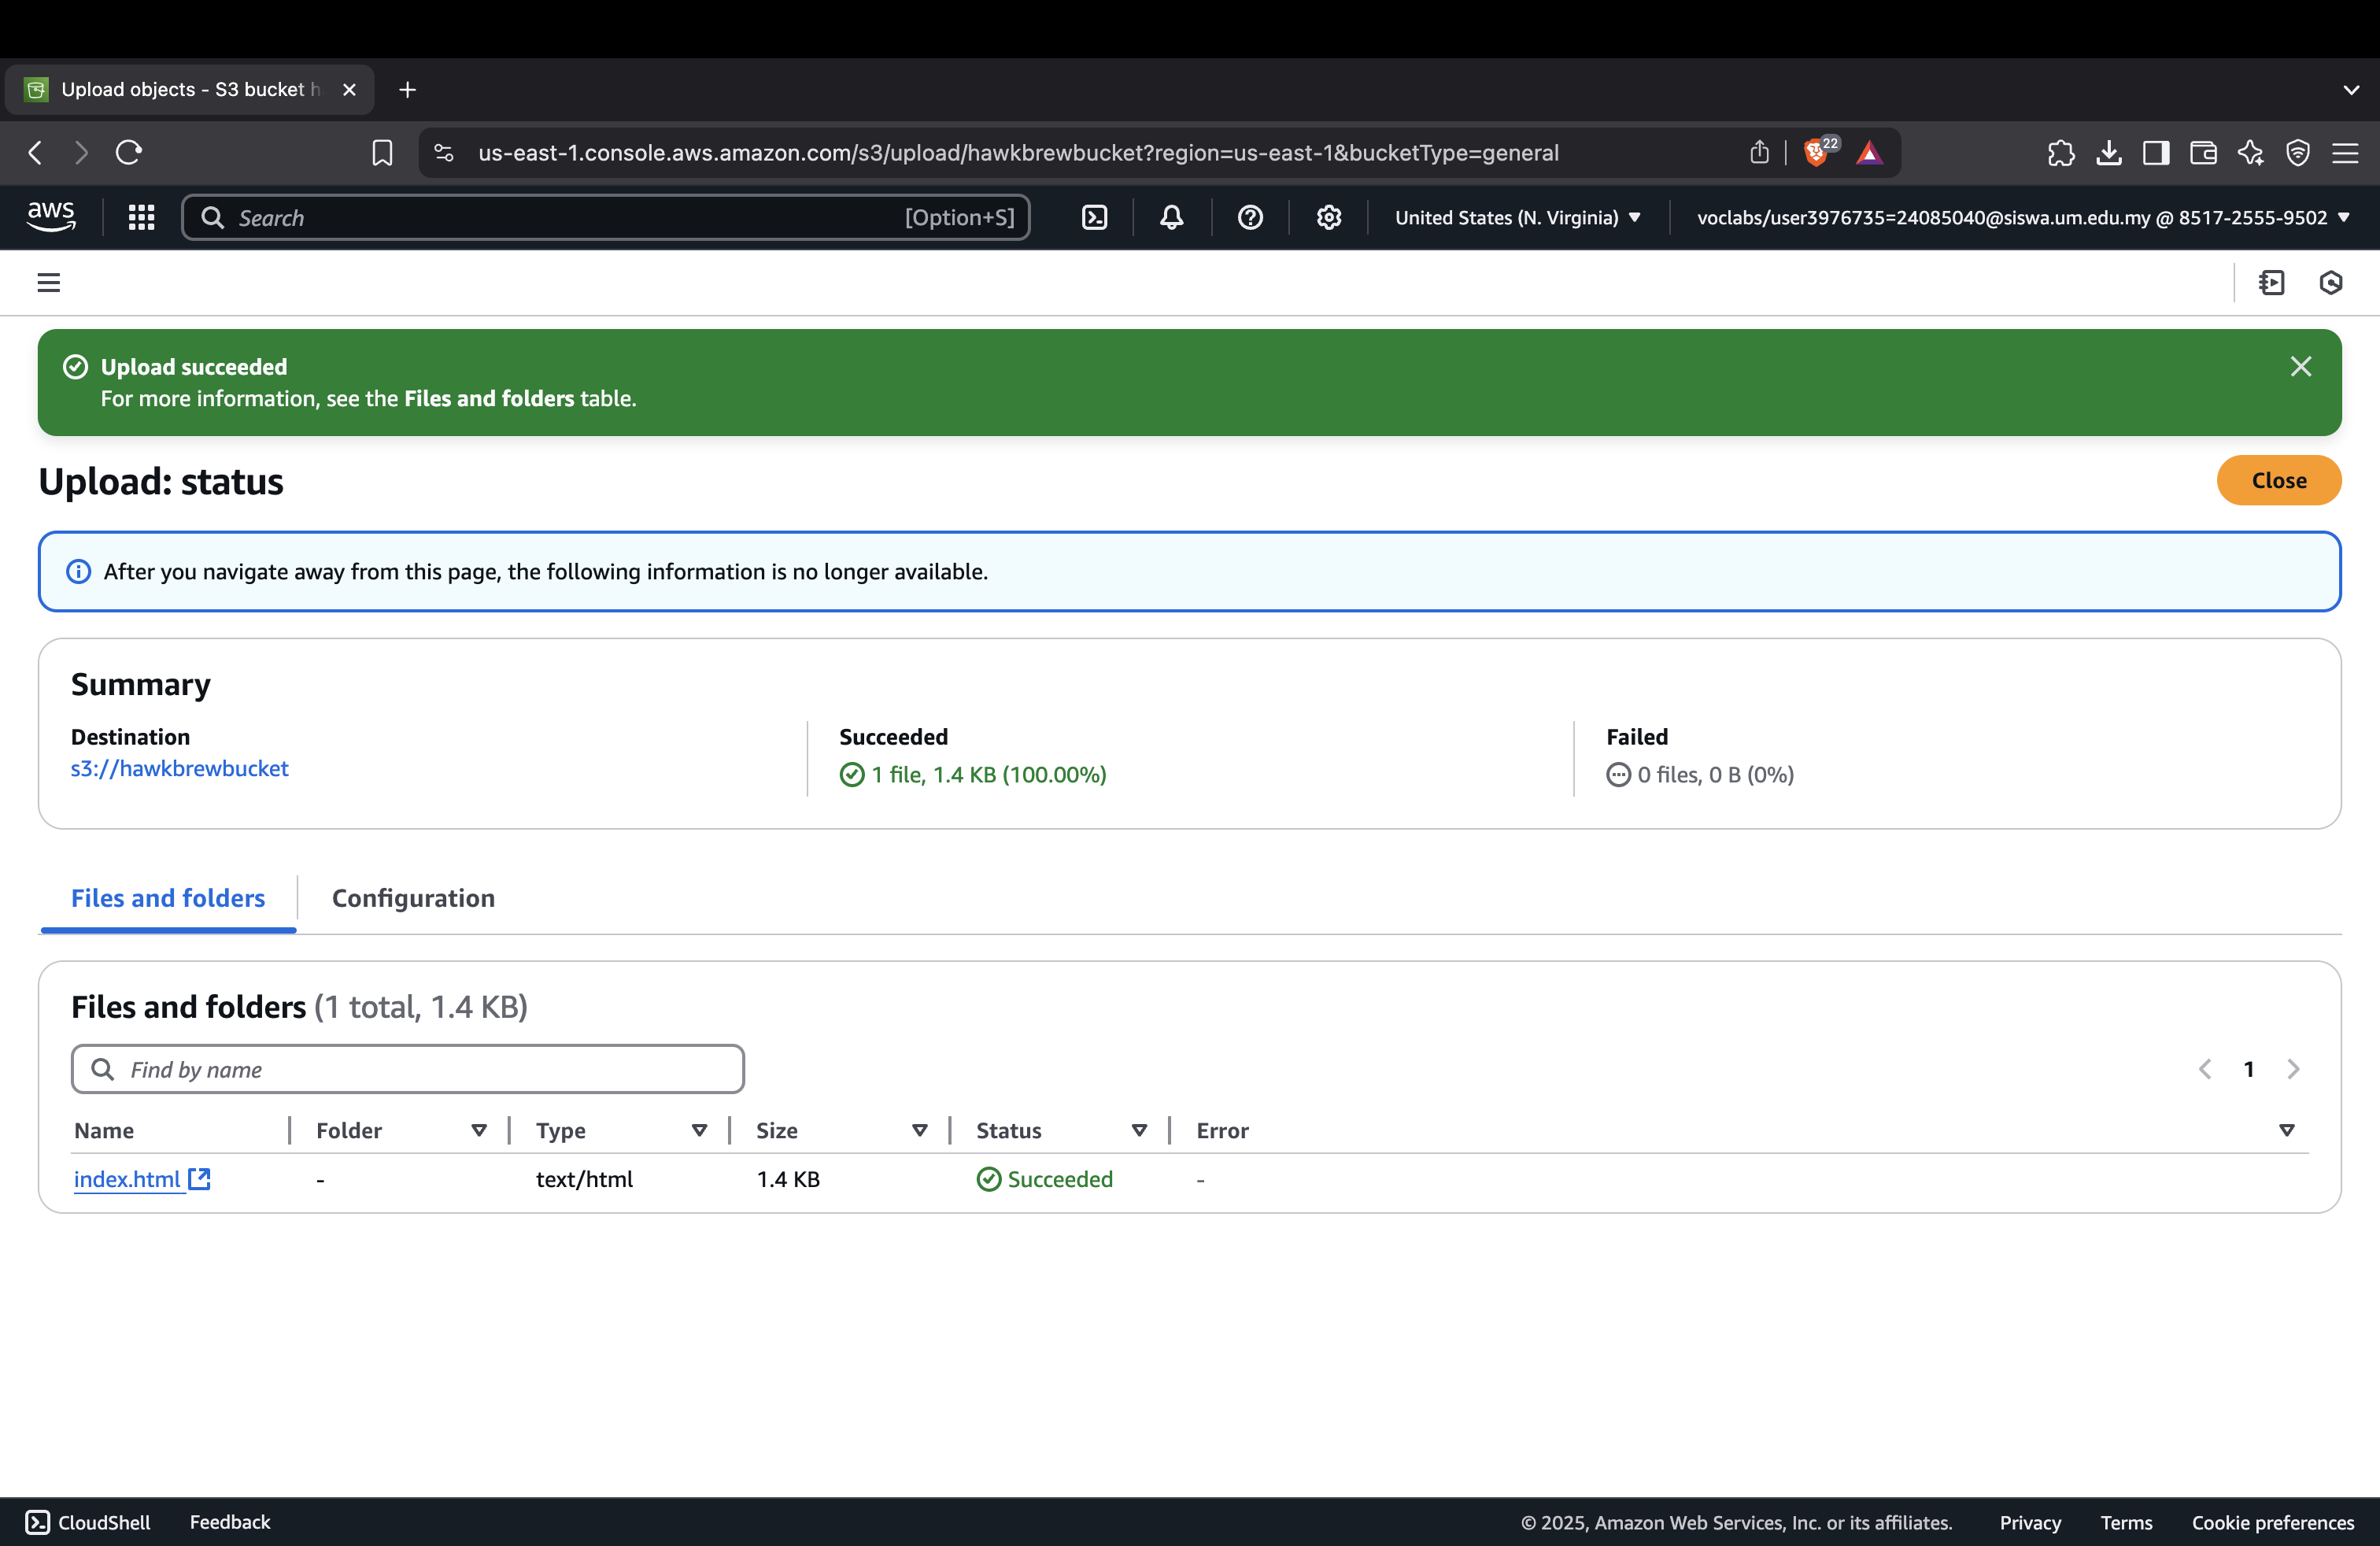 Upload objects - S3 bucket h
us-east-1.console.aws.amazon.com/s3/upload/hawkbrewbucket?region=us-east-1&bucketType=general
22
aws
Search [Option+S]
United States (N. Virginia)
voclabs/user3976735=24085040@siswa.um.edu.my @ 8517-2555-9502
Upload succeeded
For more information, see the Files and folders table.
Upload: status
Close
After you navigate away from this page, the following information is no longer available.
Summary
Destination
s3://hawkbrewbucket
Succeeded
1 file, 1.4 KB (100.00%)
Failed
0 files, 0 B (0%)
Files and folders
Configuration
Files and folders (1 total, 1.4 KB)
Find by name
1
Name Folder Type Size Status Error
index.html - text/html 1.4 KB Succeeded -
CloudShell Feedback © 2025, Amazon Web Services, Inc. or its affiliates. Privacy Terms Cookie preferences